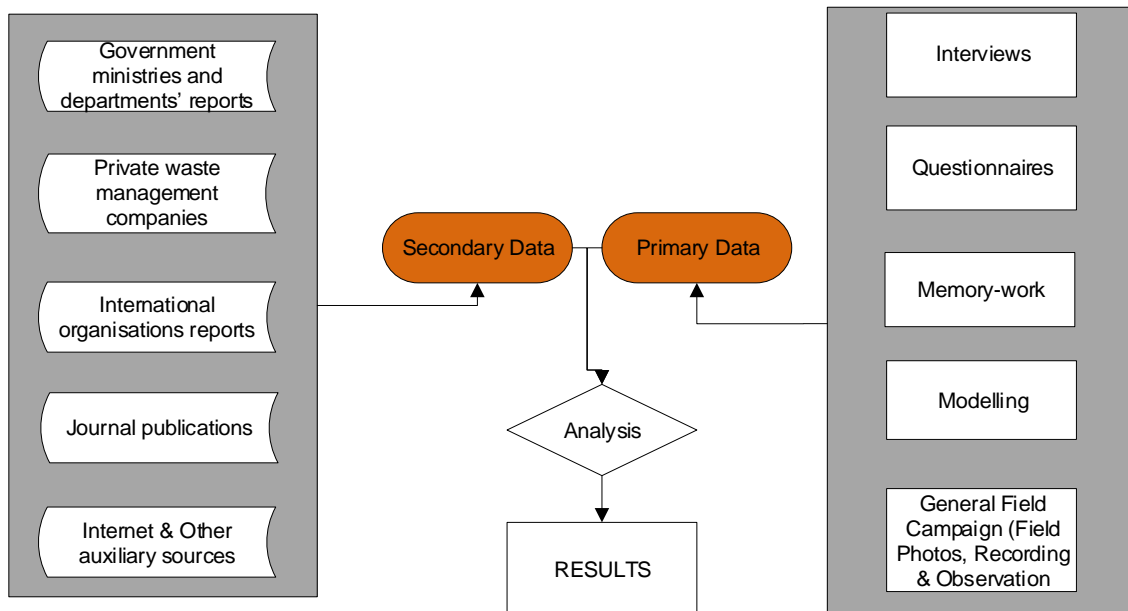 Government
ministries and
departments' reports
Private waste
management
companies
International
organisations reports
Journal publications
Internet & Other
auxiliary sources
Secondary Data
Primary Data
Analysis
RESULTS
Interviews
Questionnaires
Memory-work
Modelling
General Field
Campaign (Field
Photos, Recording
& Observation